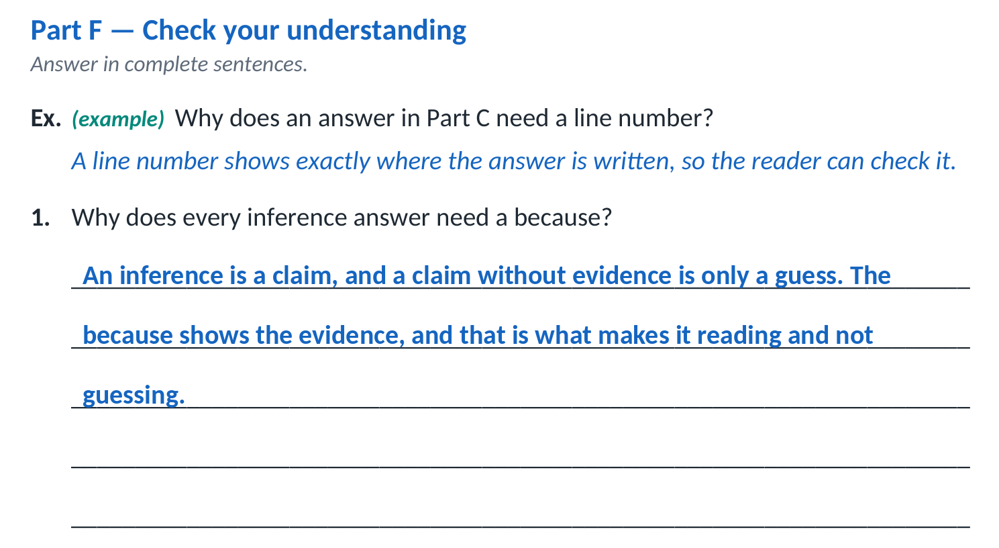 Part F — Check your understanding
Answer in complete sentences.
Ex. (example) Why does an answer in Part C need a line number?
A line number shows exactly where the answer is written, so the reader can check it.
1. Why does every inference answer need a because?
An inference is a claim, and a claim without evidence is only a guess. The
because shows the evidence, and that is what makes it reading and not
guessing.